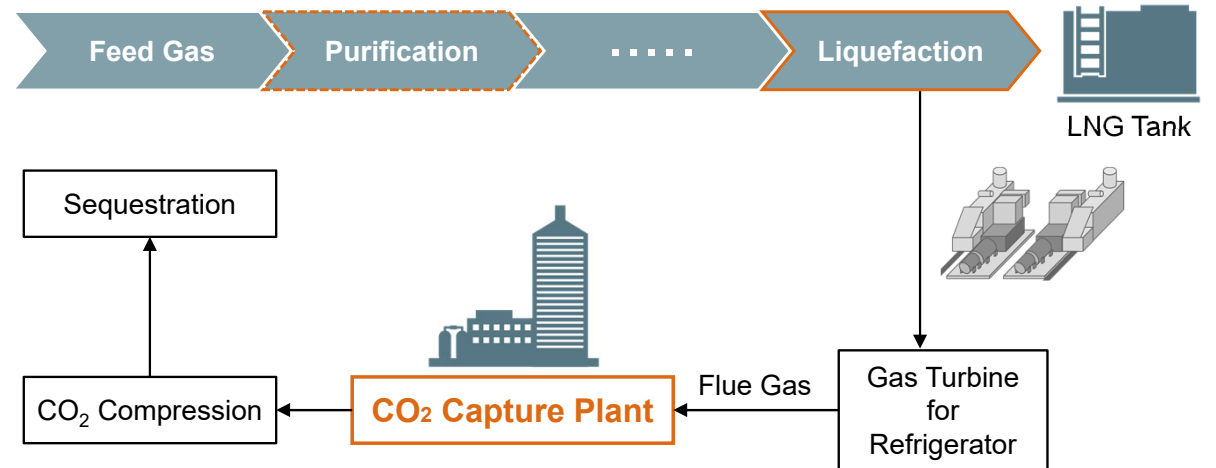 Feed Gas
Purification
.....
Liquefaction
LNG Tank
Sequestration
CO₂ Compression
CO₂ Capture Plant
Flue Gas
Gas Turbine
for
Refrigerator